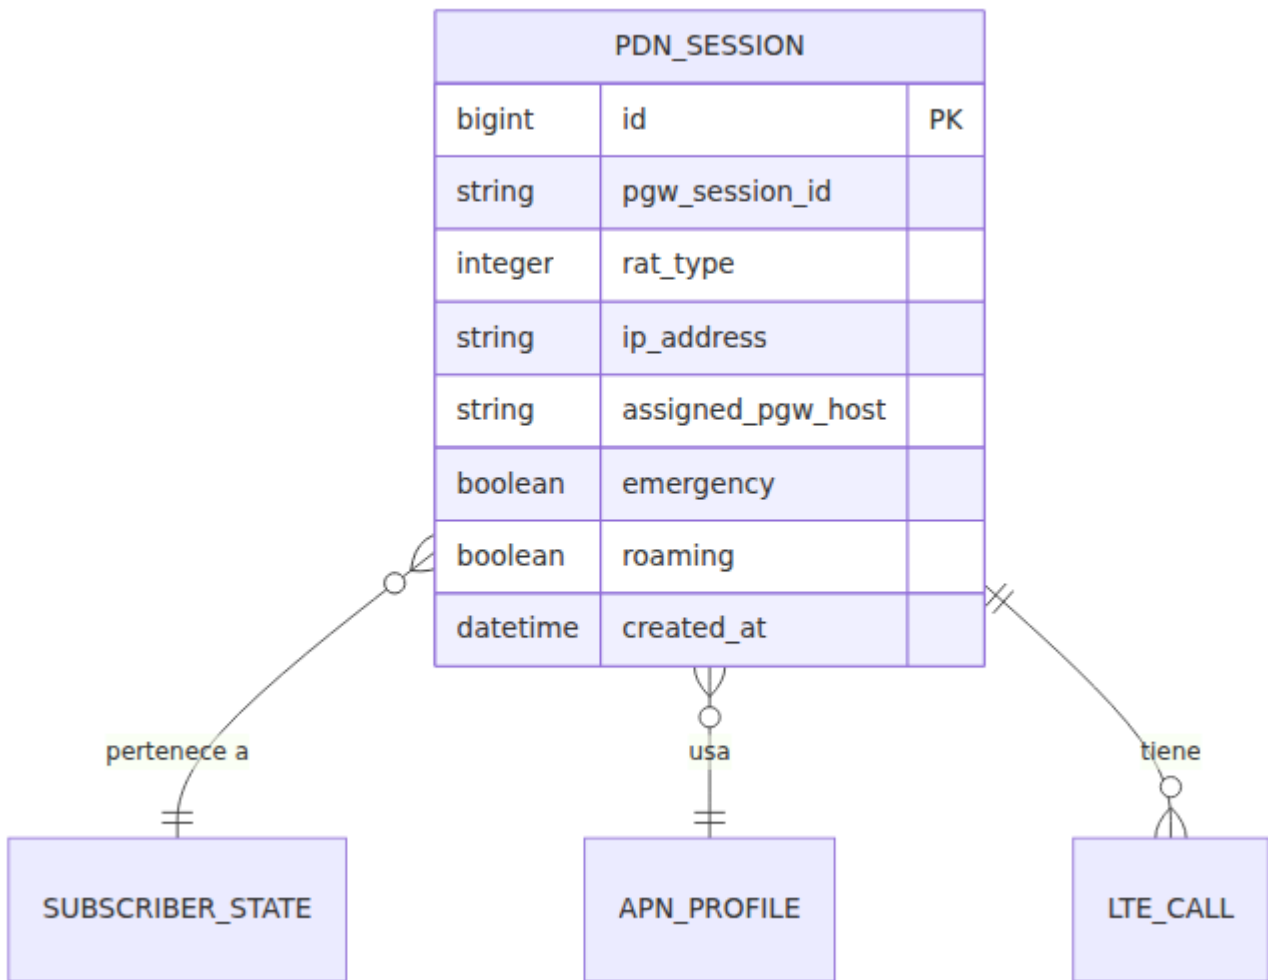 PDN_SESSION
bigint id PK
string pgw_session_id
integer rat_type
string ip_address
string assigned_pgw_host
boolean emergency
boolean roaming
datetime created_at
pertenece a usa tiene
SUBSCRIBER_STATE APN_PROFILE LTE_CALL